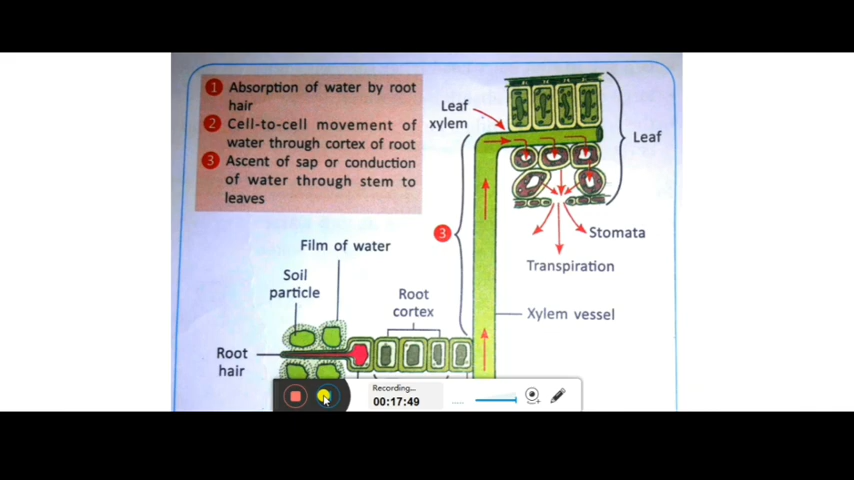 1 Absorption of water by root
hair
2 Cell-to-cell movement of
water through cortex of root
3 Ascent of sap or conduction
of water through stem to
leaves
Leaf
xylem
Leaf
3
Stomata
Transpiration
Film of water
Soil
particle
Root
cortex
Xylem vessel
Root
hair
Recording...
00:17:49